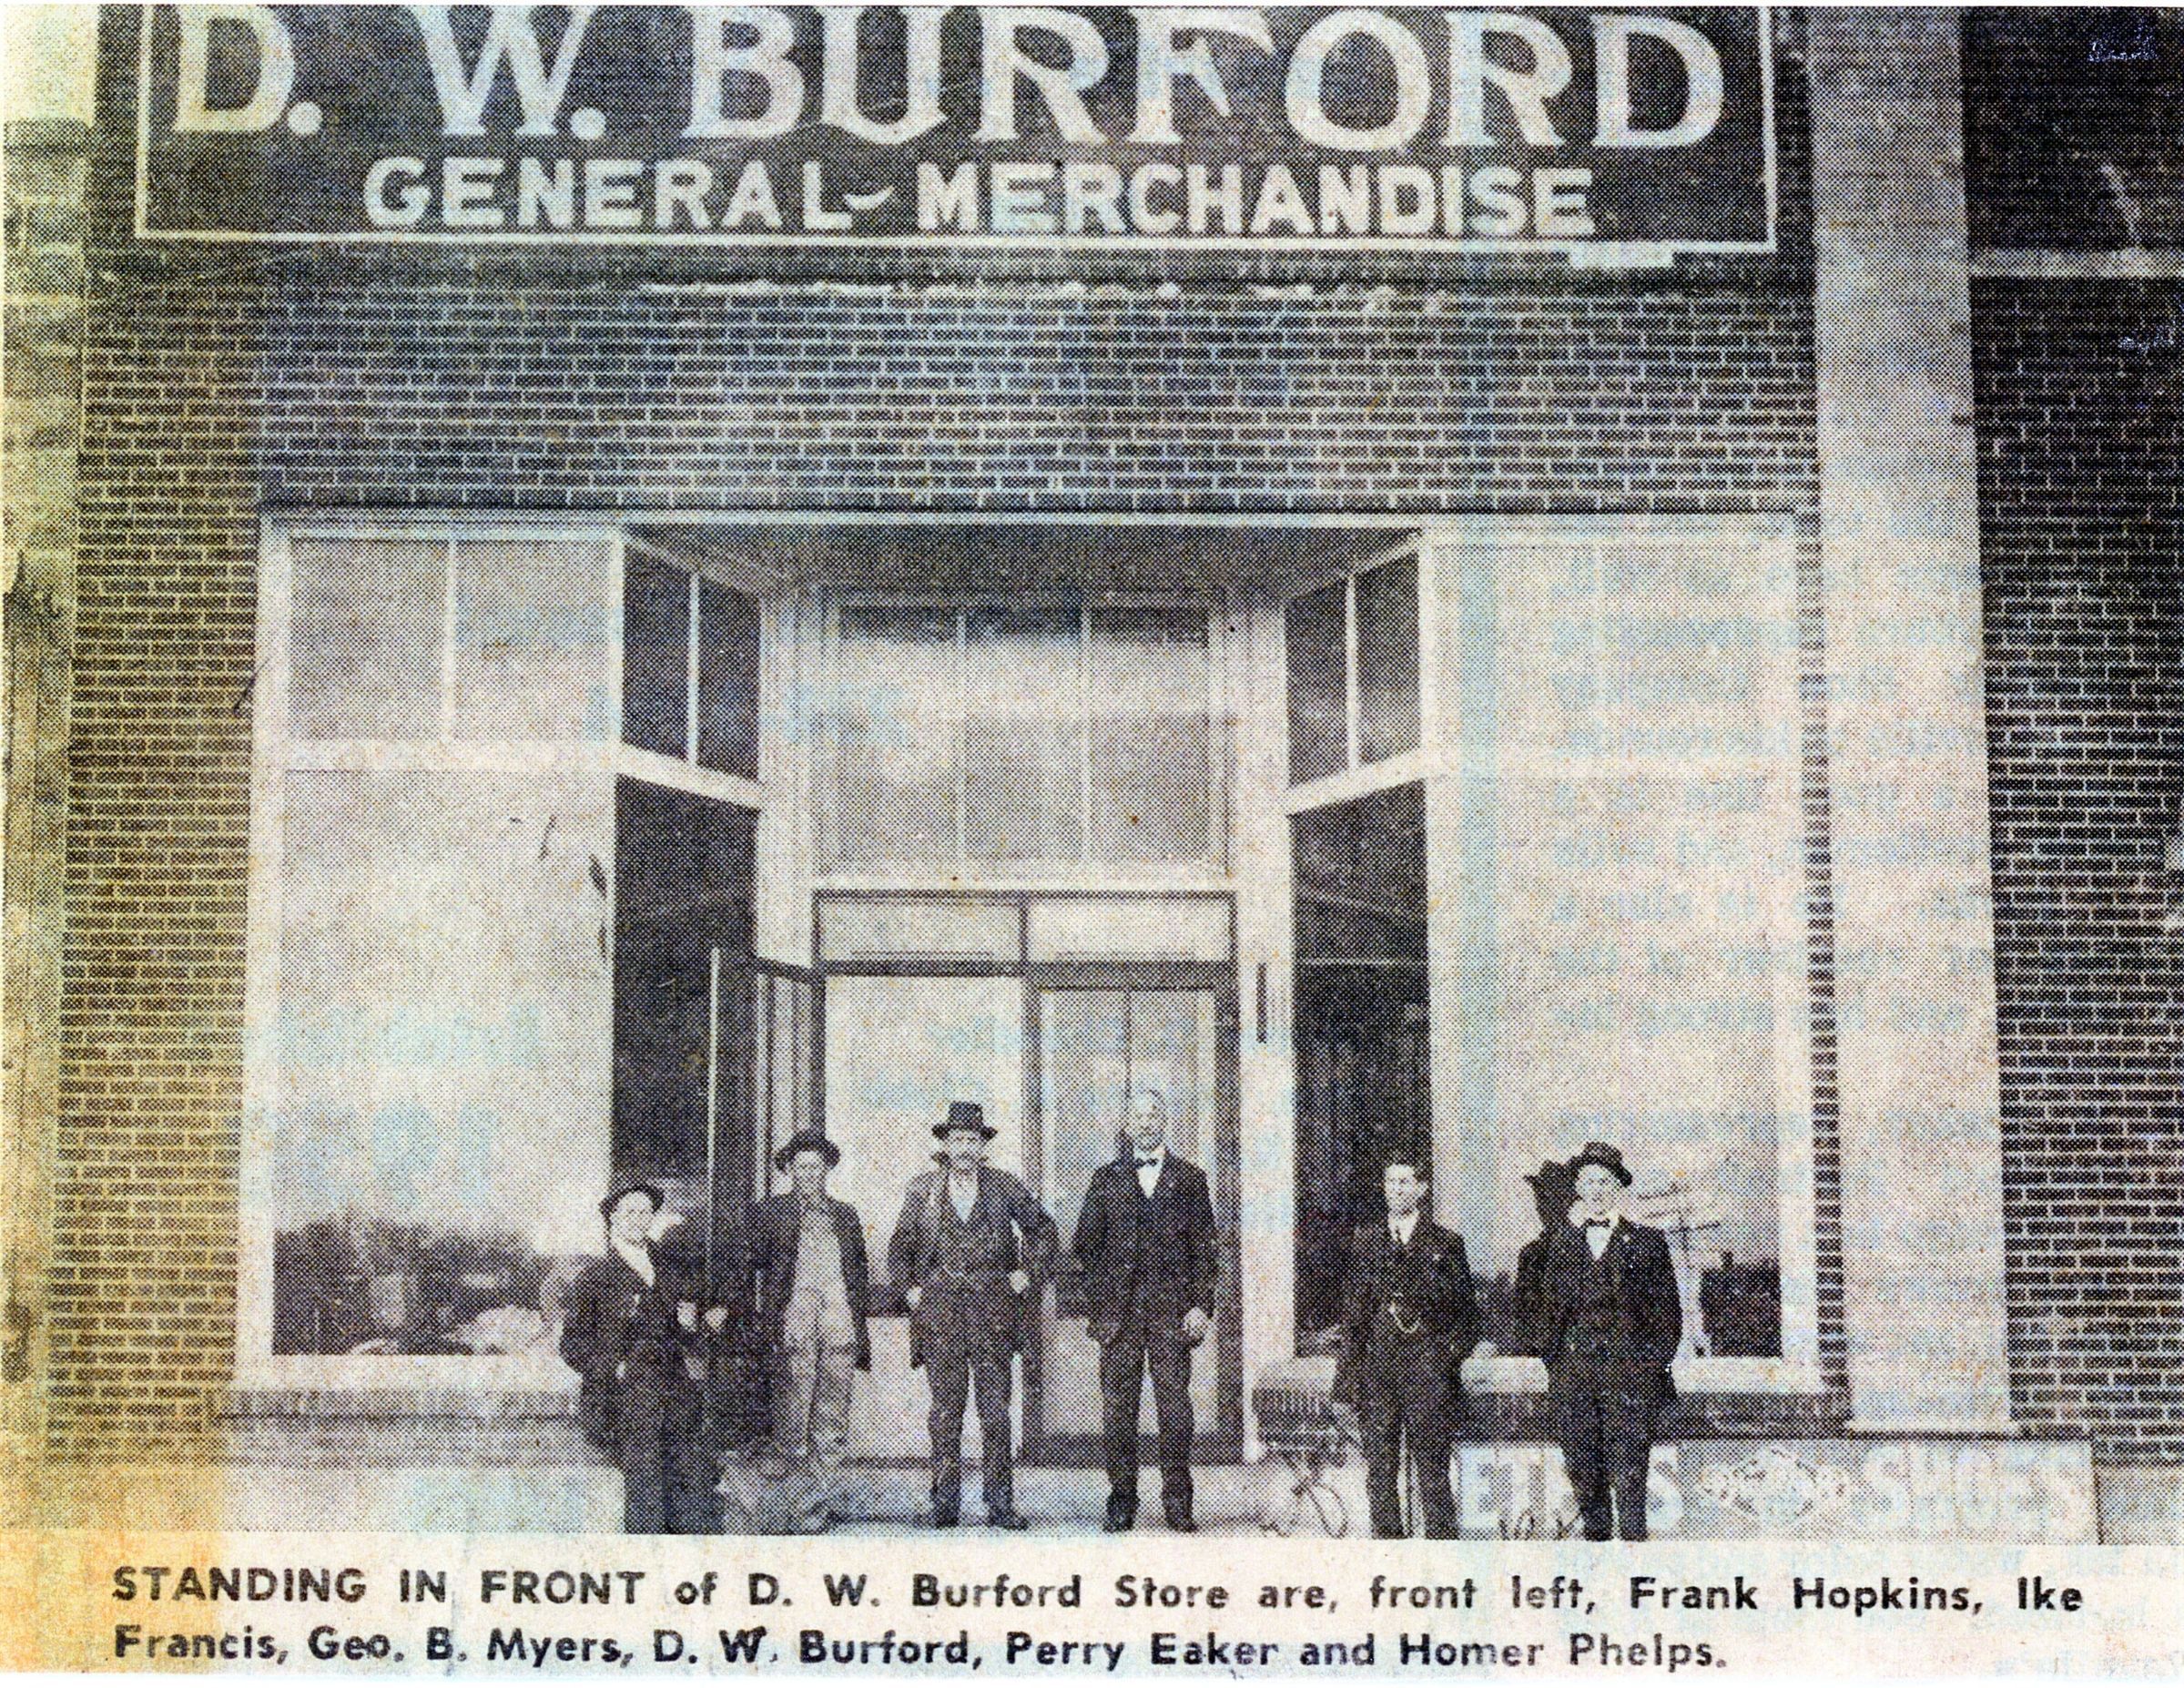 D. W. BURFORD
GENERAL-MERCHANDISE
SHOES
STANDING IN FRONT of D. W. Burford Store are, front left, Frank Hopkins, Ike
Francis, Geo. B. Myers, D. W. Burford, Perry Eaker and Homer Phelps.